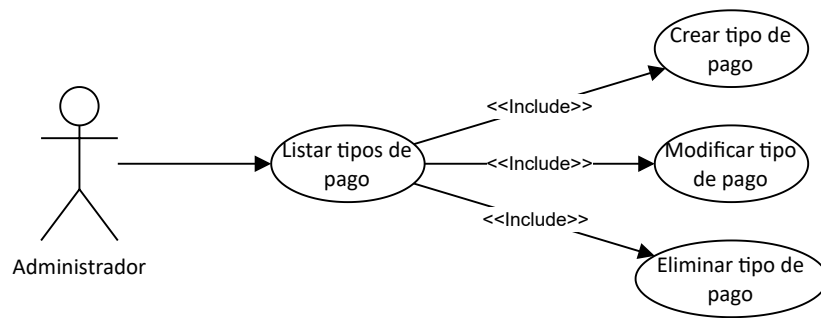 Crear tipo de
pago
<<Include>>
Listar tipos de
pago
<<Include>>
Modificar tipo
de pago
<<Include>>
Administrador
Eliminar tipo de
pago